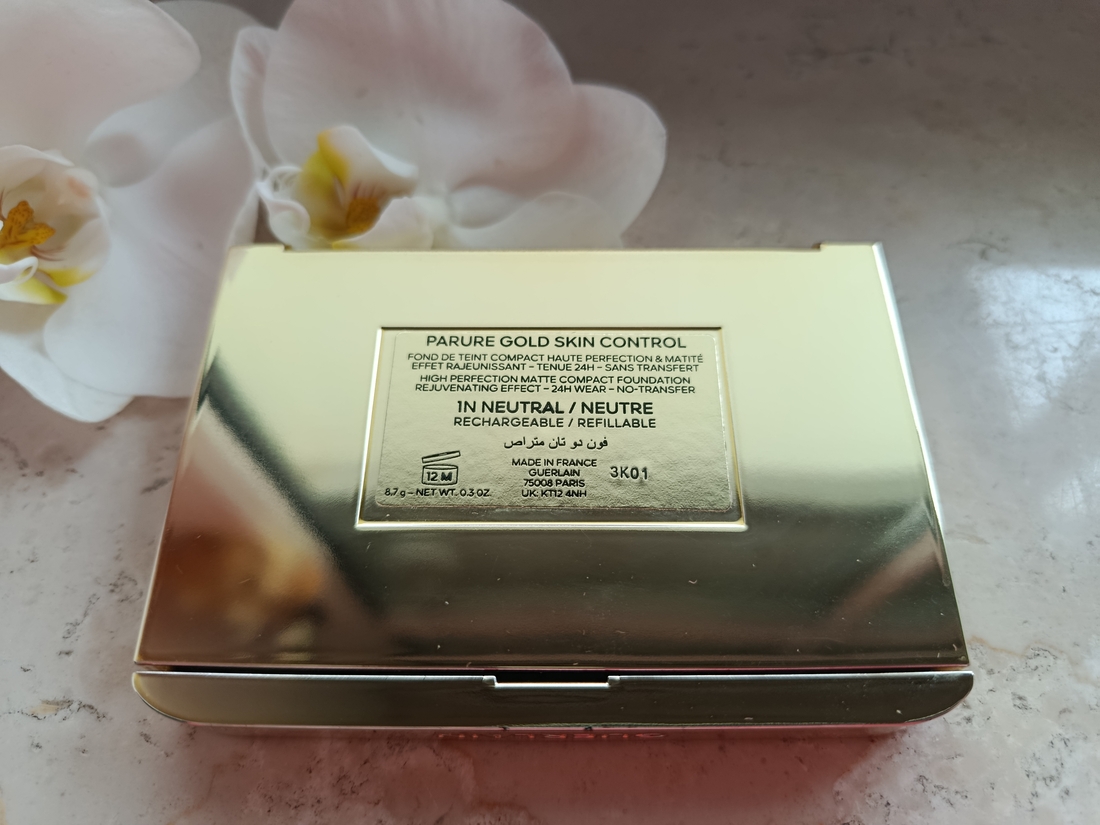 PARURE GOLD SKIN CONTROL
FOND DE TEINT COMPACT HAUTE PERFECTION & MATITÉ
EFFET RAJEUNISSANT – TENUE 24H – SANS TRANSFERT
HIGH PERFECTION MATTE COMPACT FOUNDATION
REJUVENATING EFFECT – 24H WEAR – NO-TRANSFER
1N NEUTRAL / NEUTRE
RECHARGEABLE / REFILLABLE
فون دو تان متراص
12 M
8.7 g – NET WT. 0.3 OZ.
MADE IN FRANCE
GUERLAIN
75008 PARIS
UK: KT12 4NH
3K01